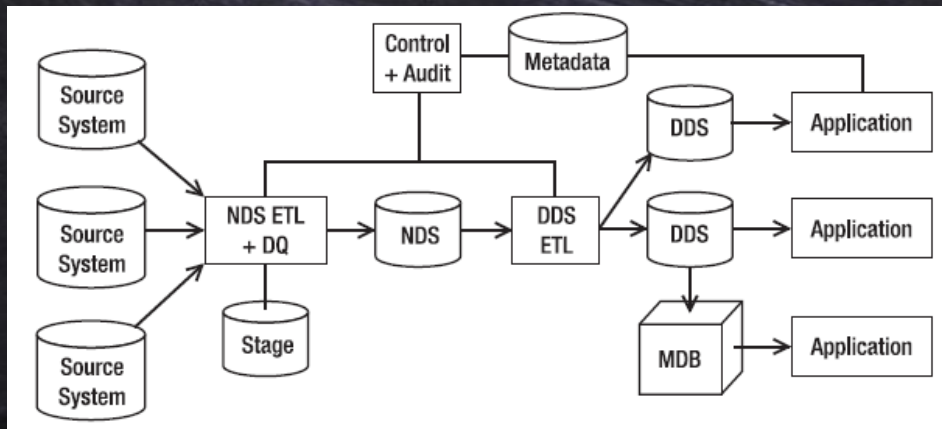 Control
+ Audit
Metadata
Source
System
DDS
Application
Source
System
NDS ETL
+ DQ
NDS
DDS
ETL
DDS
Application
Source
System
Stage
MDB
Application